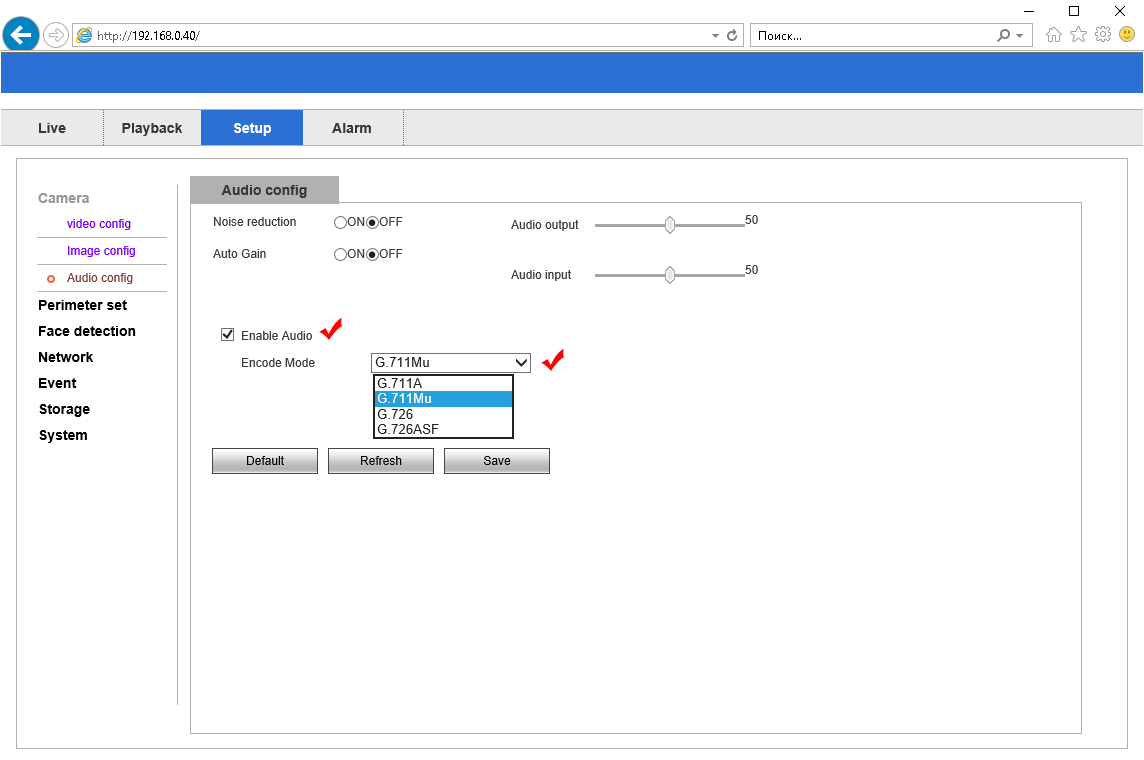 http://192.168.0.40/
Поиск...
Live Playback Setup Alarm
Camera
video config
Image config
Audio config
Perimeter set
Face detection
Network
Event
Storage
System
Audio config
Noise reduction ON OFF Audio output 50
Auto Gain ON OFF
Audio input 50
Enable Audio
Encode Mode G.711Mu
G.711A
G.711Mu
G.726
G.726ASF
Default Refresh Save